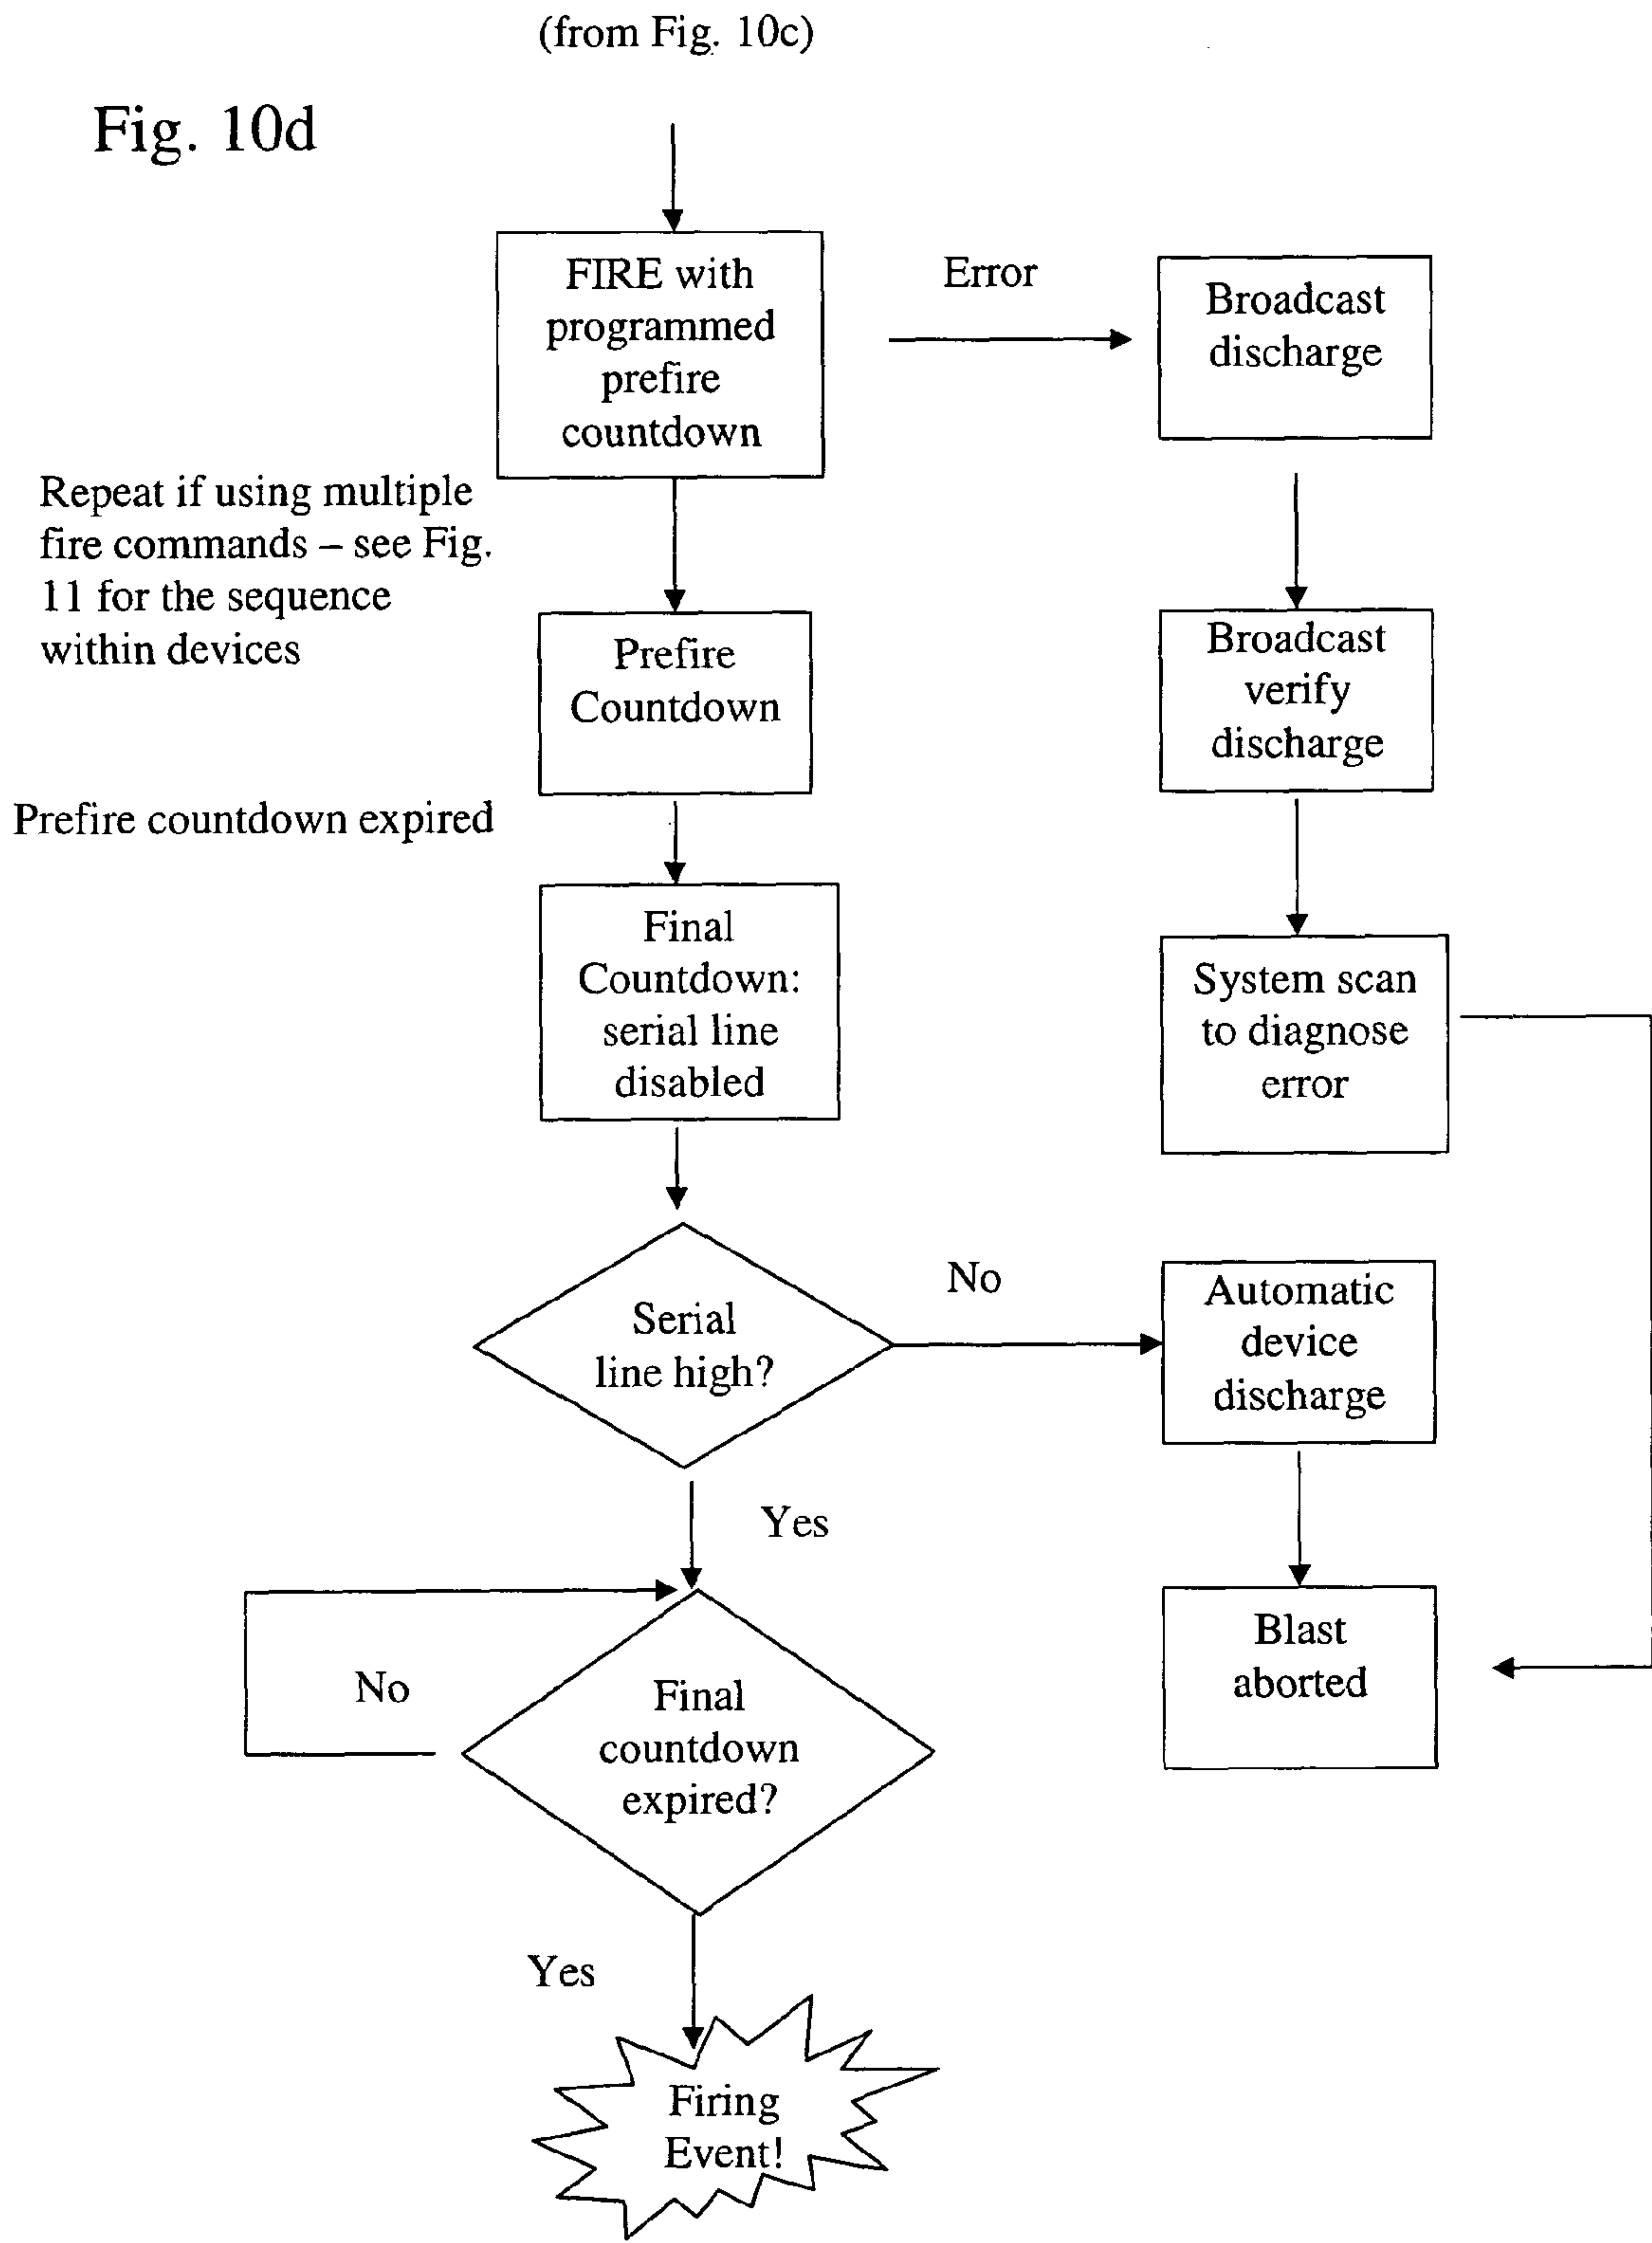 (from Fig. 10c)
Fig. 10d
FIRE with
programmed
prefire
countdown
Error
Broadcast
discharge
Repeat if using multiple
fire commands – see Fig.
11 for the sequence
within devices
Prefire
Countdown
Broadcast
verify
discharge
Prefire countdown expired
Final
Countdown:
serial line
disabled
System scan
to diagnose
error
Serial
line high?
No
Automatic
device
discharge
Yes
Blast
aborted
No
Final
countdown
expired?
Yes
Firing
Event!